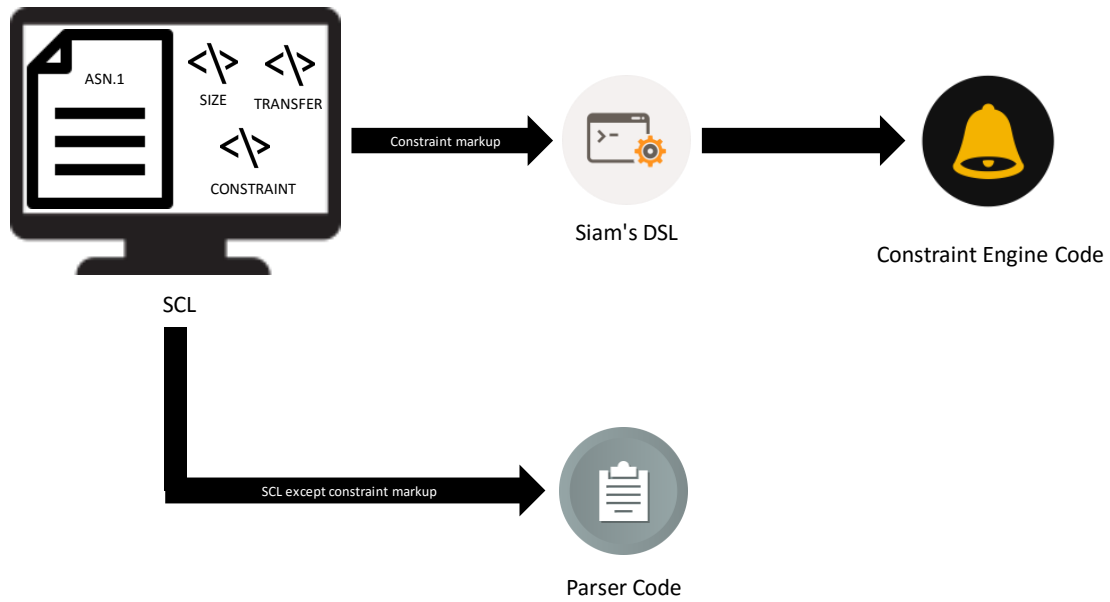 ASN.1
SIZE
TRANSFER
CONSTRAINT
Constraint markup
Siam's DSL
Constraint Engine Code
SCL
SCL except constraint markup
Parser Code